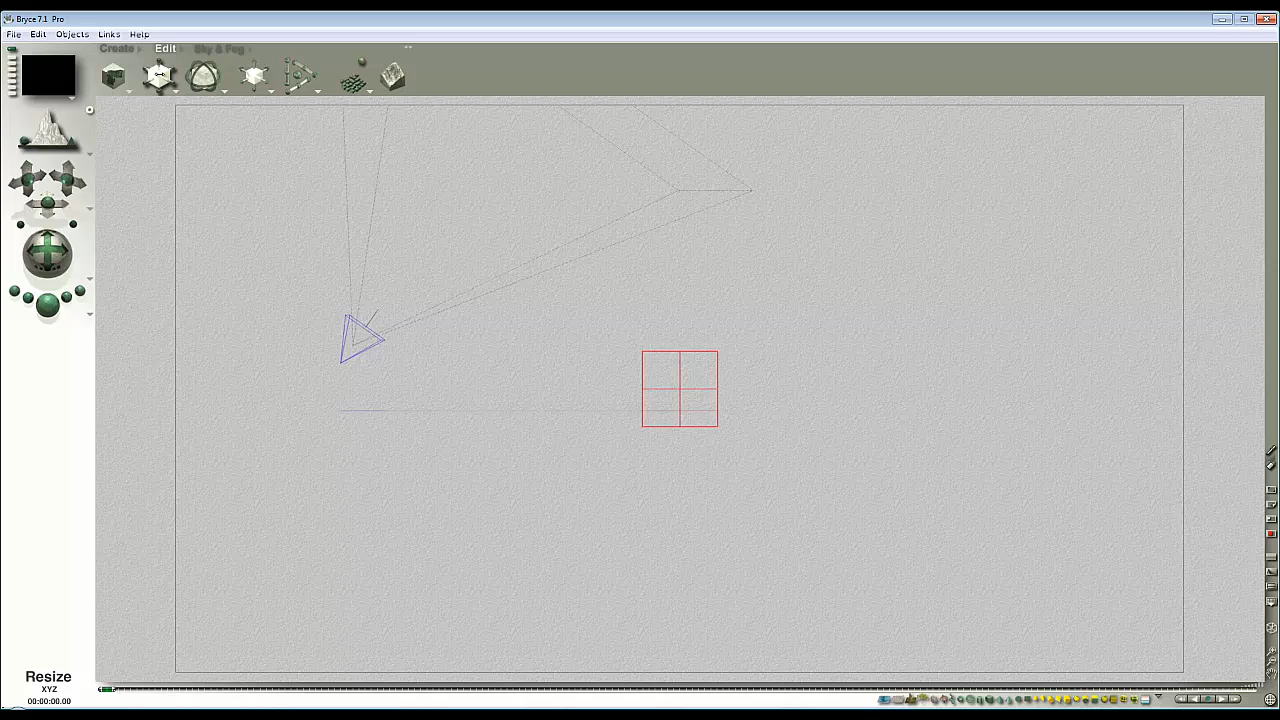 Bryce 7.1 Pro
File Edit Objects Links Help
Create Edit Sky & Fog
Resize
XYZ
00:00:00.00